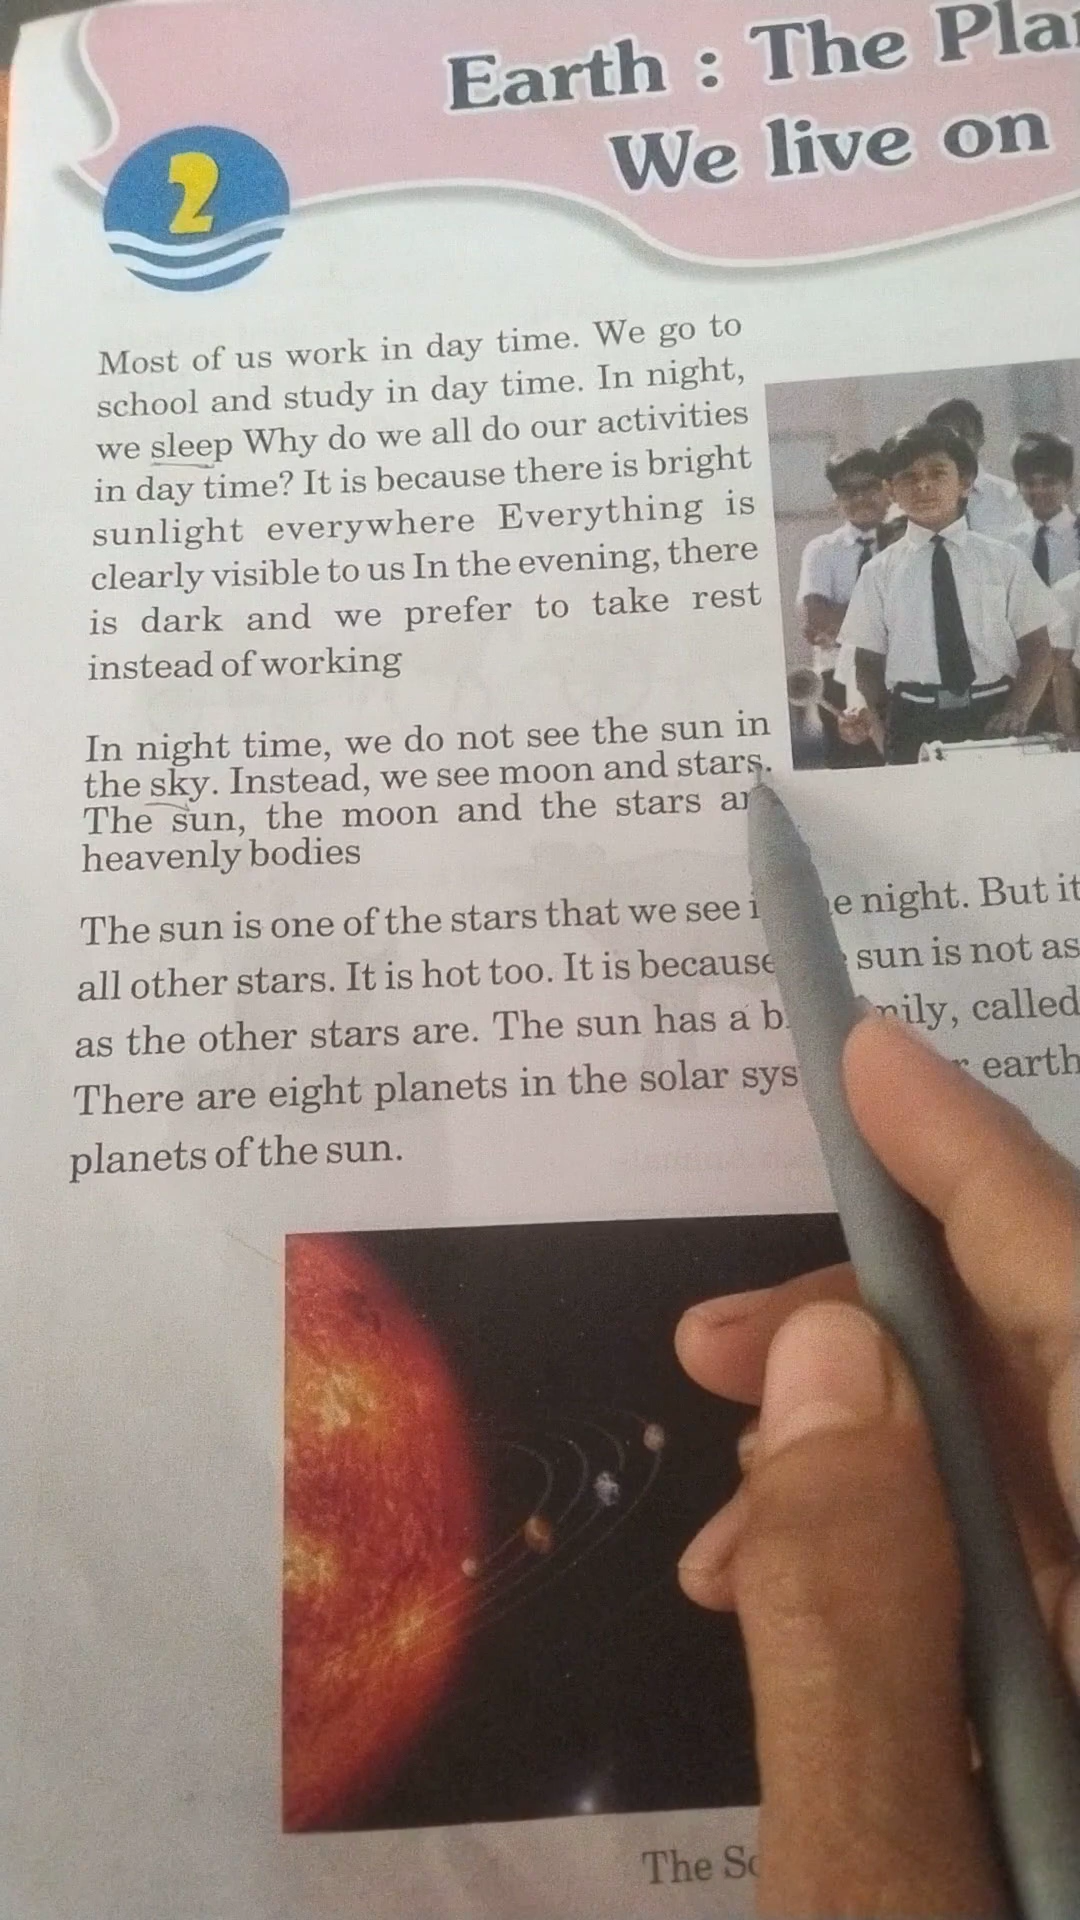 Earth : The
We live on
2
Most of us work in day time. We go to
school and study in day time. In night,
we sleep Why do we all do our activities
in day time? It is because there is bright
sunlight everywhere Everything is
clearly visible to us In the evening, there
is dark and we prefer to take rest
instead of working
In night time, we do not see the sun in
the sky. Instead, we see moon and stars.
The sun, the moon and the stars
heavenly bodies
The sun is one of the stars that we see night. But it
all other stars. It is hot too. It is because sun is not as
as the other stars are. The sun has a called
There are eight planets in the solar earth
planets of the sun.
The